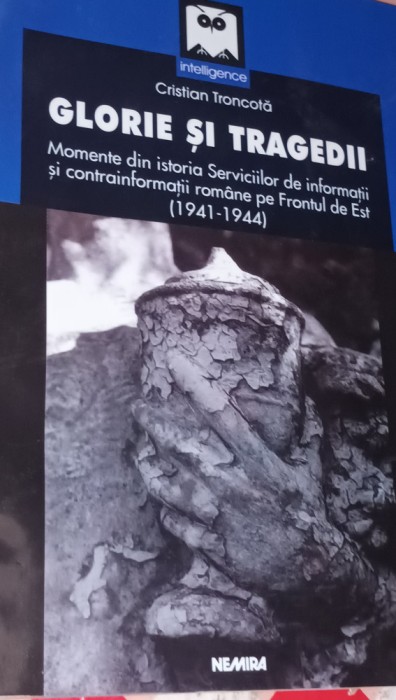 intelligence
Cristian Troncotă
GLORIE ȘI TRAGEDII
Momente din istoria Serviciilor de informații
și contrainformații române pe Frontul de Est
(1941-1944)
NEMIRA